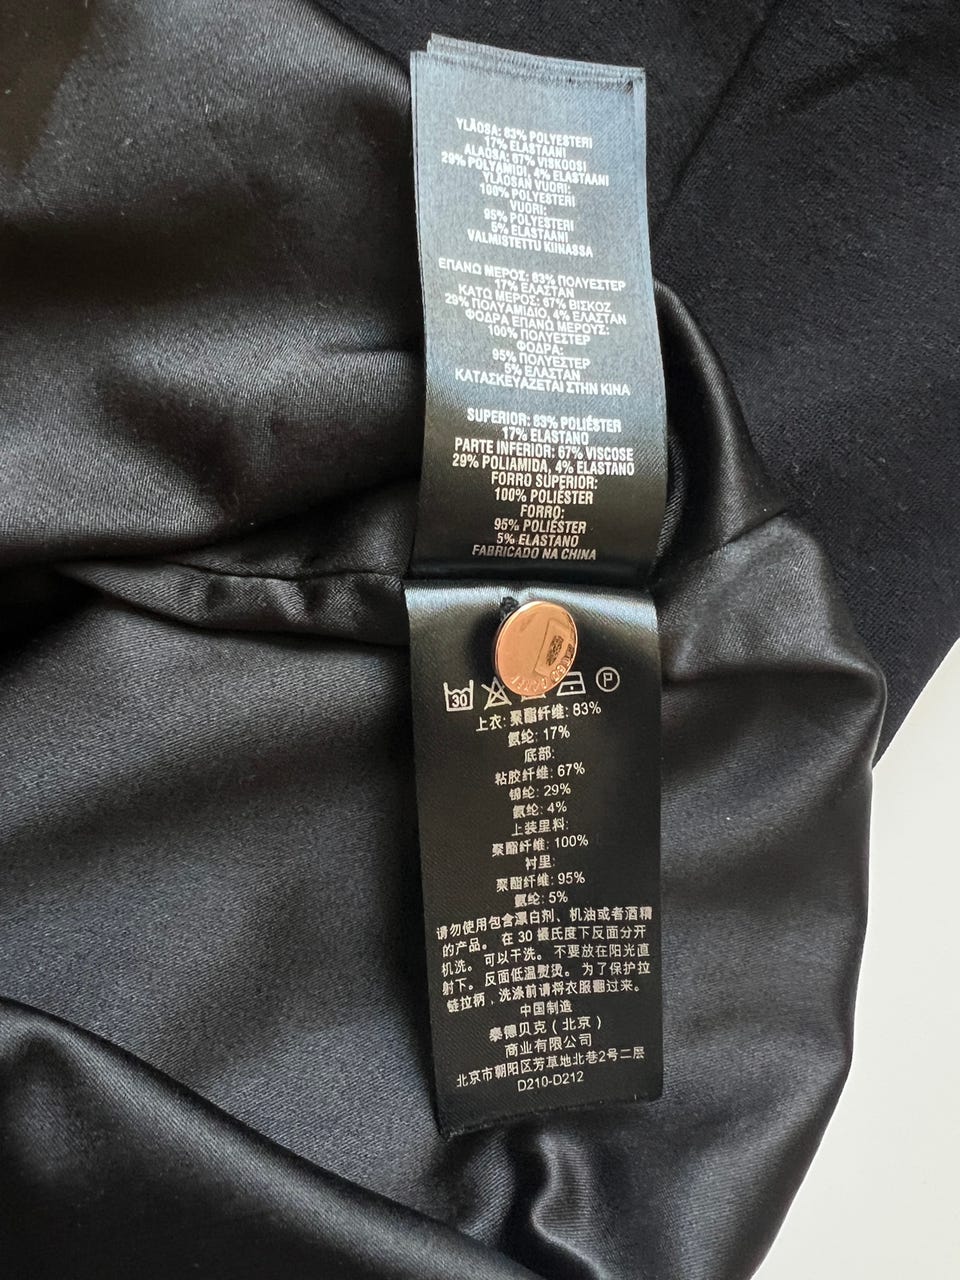 YLÄOSA: 83% POLYESTERI
17% ELASTAANI
ALAOSA: 67% VISKOOSI
29% POLYAMIDI, 4% ELASTAANI
YLÄOSAN VUORI:
100% POLYESTERI
VUORI:
95% POLYESTERI
5% ELASTAANI
VALMISTETTU KIINASSA
ΕΠΑΝΩ ΜΕΡΟΣ: 83% ΠΟΛΥΕΣΤΕΡ
17% ΕΛΑΣΤΑΝ
ΚΑΤΩ ΜΕΡΟΣ: 67% ΒΙΣΚΟΖ
29% ΠΟΛΥΑΜΙΔΙΟ, 4% ΕΛΑΣΤΑΝ
ΦΟΔΡΑ ΕΠΑΝΩ ΜΕΡΟΥΣ:
100% ΠΟΛΥΕΣΤΕΡ
ΦΟΔΡΑ:
95% ΠΟΛΥΕΣΤΕΡ
5% ΕΛΑΣΤΑΝ
ΚΑΤΑΣΚΕΥΑΖΕΤΑΙ ΣΤΗΝ ΚΙΝΑ
SUPERIOR: 83% POLIÉSTER
17% ELASTANO
PARTE INFERIOR: 67% VISCOSE
29% POLIAMIDA, 4% ELASTANO
FORRO SUPERIOR:
100% POLIÉSTER
FORRO:
95% POLIÉSTER
5% ELASTANO
FABRICADO NA CHINA
30 P
上衣: 聚酯纤维: 83%
氨纶: 17%
底部:
粘胶纤维: 67%
锦纶: 29%
氨纶: 4%
上装里料:
聚酯纤维: 100%
衬里:
聚酯纤维: 95%
氨纶: 5%
请勿使用包含漂白剂、机油或者酒精
的产品。在 30 摄氏度下反面分开
机洗。可以干洗。不要放在阳光直
射下。反面低温熨烫。为了保护拉
链拉柄，洗涤前请将衣服翻过来。
中国制造
泰德贝克（北京）
商业有限公司
北京市朝阳区芳草地北巷2号二层
D210-D212